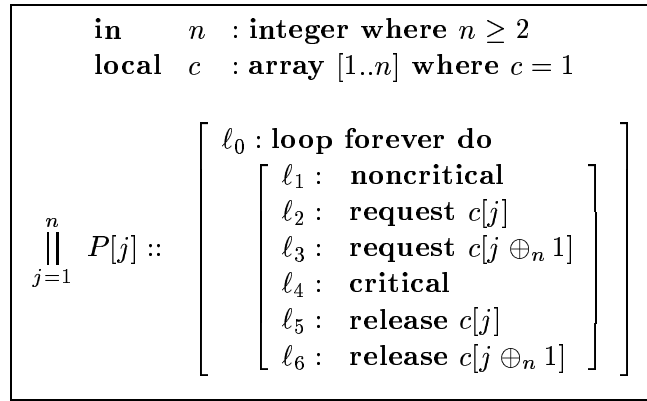 in n : integer where n ≥ 2
local c : array [1..n] where c = 1
ℓ₀ : loop forever do
ℓ₁ : noncritical
ℓ₂ : request c[j]
n
|| P[j] :: ℓ₃ : request c[j ⊕ₙ 1]
j=1
ℓ₄ : critical
ℓ₅ : release c[j]
ℓ₆ : release c[j ⊕ₙ 1]